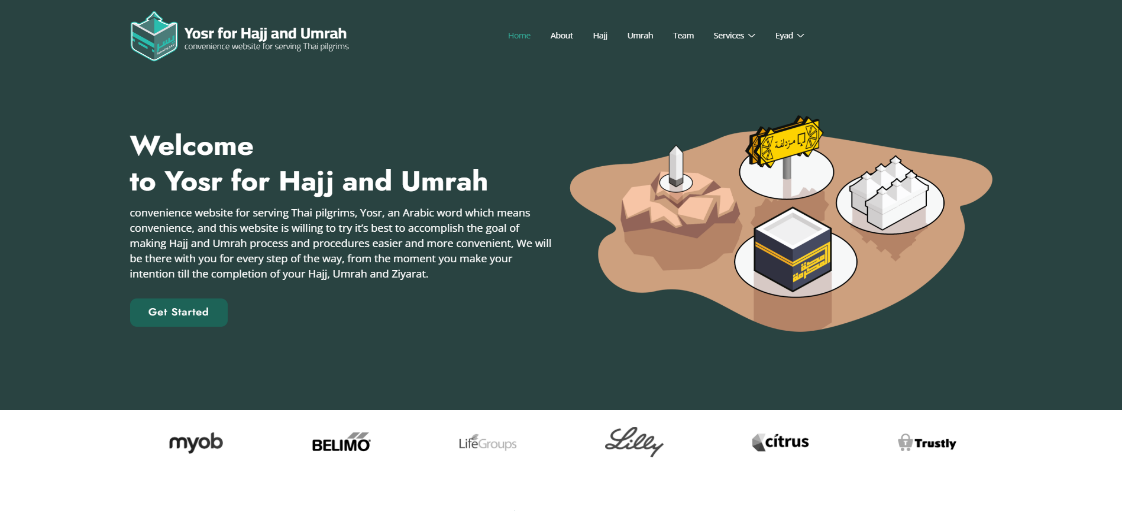 Yosr for Hajj and Umrah
convenience website for serving Thai pilgrims
Home
About
Hajj
Umrah
Team
Services
Eyad
Welcome
to Yosr for Hajj and Umrah
convenience website for serving Thai pilgrims, Yosr, an Arabic word which means
convenience, and this website is willing to try it's best to accomplish the goal of
making Hajj and Umrah process and procedures easier and more convenient, We will
be there with you for every step of the way, from the moment you make your
intention till the completion of your Hajj, Umrah and Ziyarat.
Get Started
مزدلفة
myob
BELIMO
LifeGroups
Lilly
cítrus
Trustly